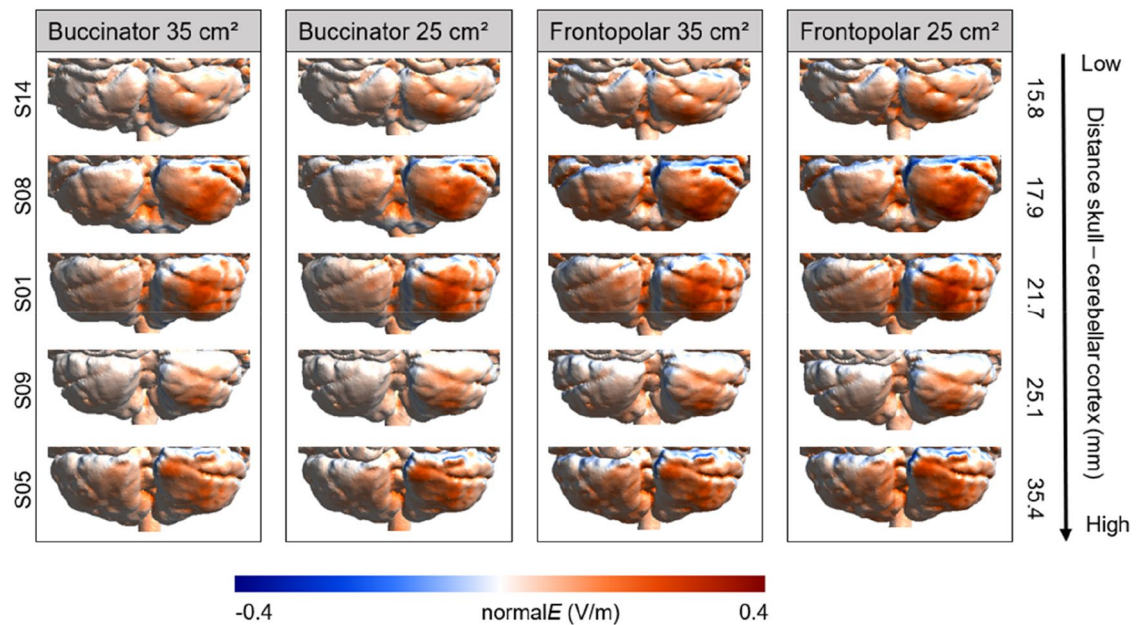 Buccinator 35 cm²
Buccinator 25 cm²
Frontopolar 35 cm²
Frontopolar 25 cm²
Low
S14
15.8
S08
17.9
S01
21.7
S09
25.1
S05
35.4
Distance skull – cerebellar cortex (mm)
High
-0.4
normalE (V/m)
0.4